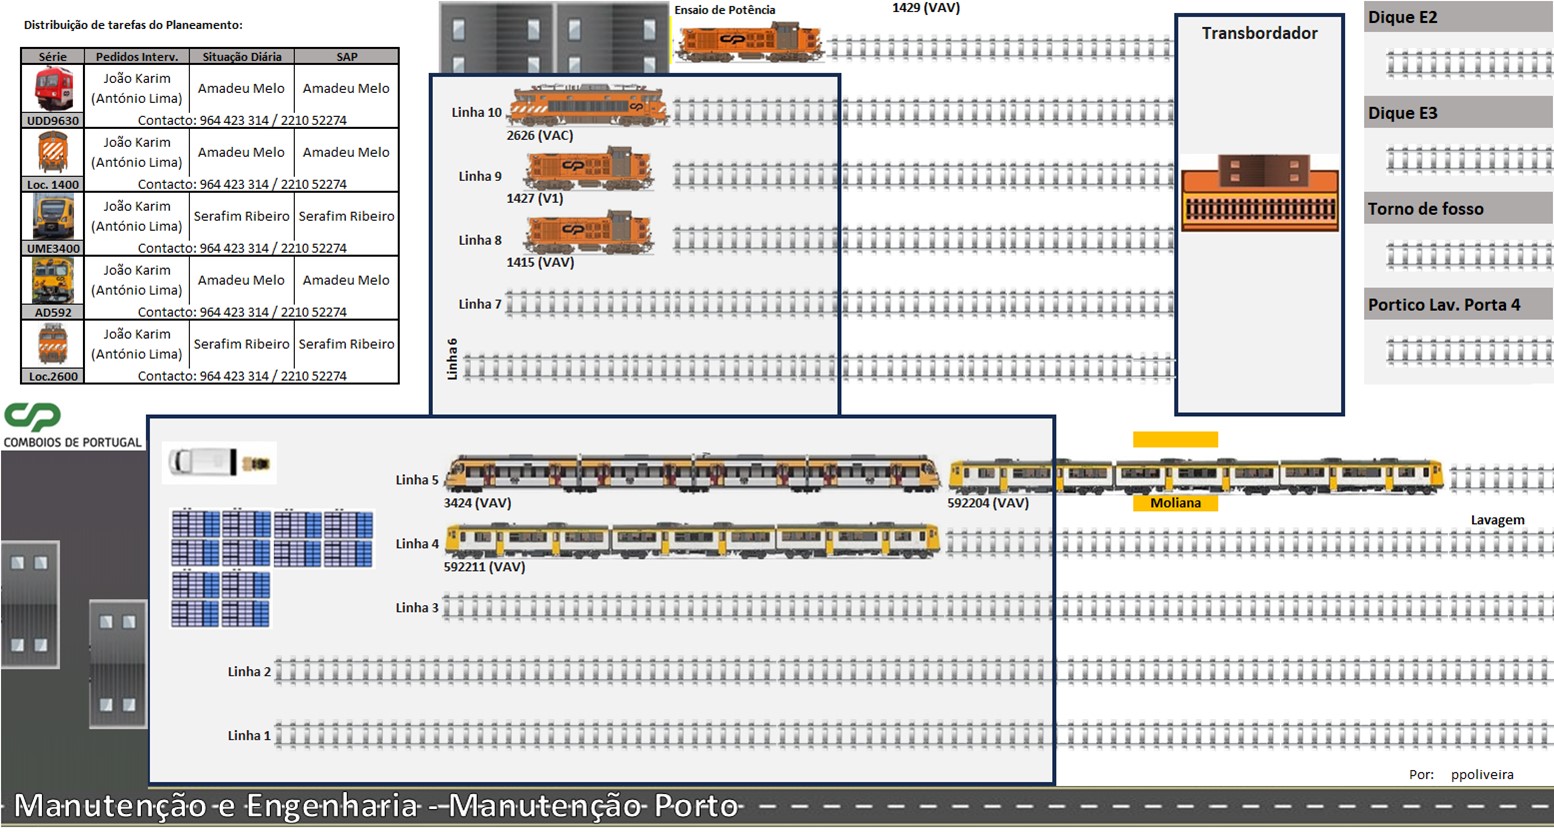 Distribuição de tarefas do Planeamento:
Série Pedidos Interv. Situação Diária SAP
João Karim
(António Lima) Amadeu Melo Amadeu Melo
UDD9630 Contacto: 964 423 314 / 2210 52274
João Karim
(António Lima) Amadeu Melo Amadeu Melo
Loc. 1400 Contacto: 964 423 314 / 2210 52274
João Karim
(António Lima) Serafim Ribeiro Serafim Ribeiro
UME3400 Contacto: 964 423 314 / 2210 52274
João Karim
(António Lima) Amadeu Melo Amadeu Melo
AD592 Contacto: 964 423 314 / 2210 52274
João Karim
(António Lima) Serafim Ribeiro Serafim Ribeiro
Loc.2600 Contacto: 964 423 314 / 2210 52274
Ensaio de Potência
1429 (VAV)
Linha 10
2626 (VAC)
Linha 9
1427 (V1)
Linha 8
1415 (VAV)
Linha 7
Linha 6
Transbordador
Dique E2
Dique E3
Torno de fosso
Portico Lav. Porta 4
CP
COMBOIOS DE PORTUGAL
Linha 5
3424 (VAV)
592204 (VAV)
Moliana
Lavagem
Linha 4
592211 (VAV)
Linha 3
Linha 2
Linha 1
Por: ppoliveira
Manutenção e Engenharia - Manutenção Porto